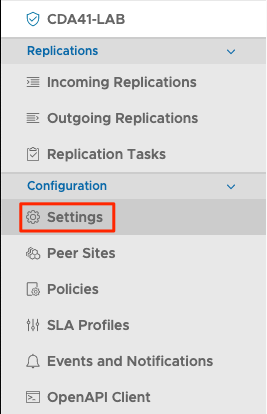 CDA41-LAB
Replications
Incoming Replications
Outgoing Replications
Replication Tasks
Configuration
Settings
Peer Sites
Policies
SLA Profiles
Events and Notifications
OpenAPI Client